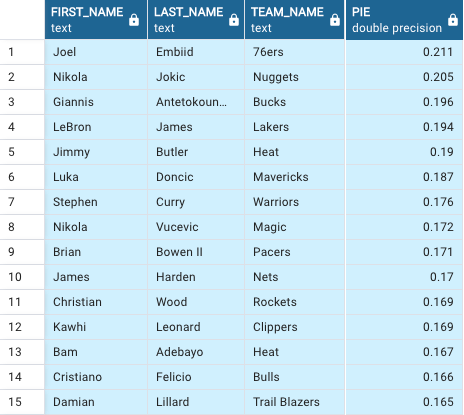 FIRST_NAME LAST_NAME TEAM_NAME PIE
text text text double precision
1 Joel Embiid 76ers 0.211
2 Nikola Jokic Nuggets 0.205
3 Giannis Antetokoun... Bucks 0.196
4 LeBron James Lakers 0.194
5 Jimmy Butler Heat 0.19
6 Luka Doncic Mavericks 0.187
7 Stephen Curry Warriors 0.176
8 Nikola Vucevic Magic 0.172
9 Brian Bowen II Pacers 0.171
10 James Harden Nets 0.17
11 Christian Wood Rockets 0.169
12 Kawhi Leonard Clippers 0.169
13 Bam Adebayo Heat 0.167
14 Cristiano Felicio Bulls 0.166
15 Damian Lillard Trail Blazers 0.165